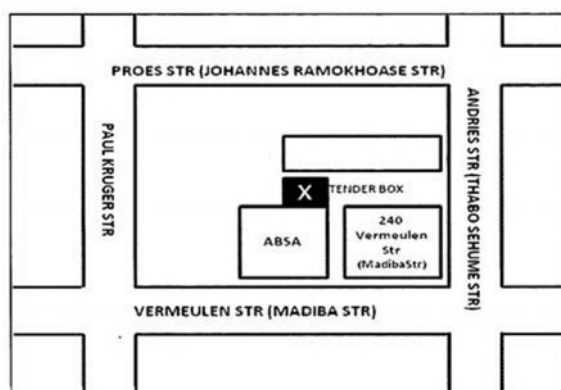 PROES STR (JOHANNES RAMOKHOASE STR)
PAUL KRUGER STR
ANDRIES STR (THABO SEHUME STR)
X
TENDER BOX
ABSA
240
Vermeulen
Str
(MadibaStr)
VERMEULEN STR (MADIBA STR)